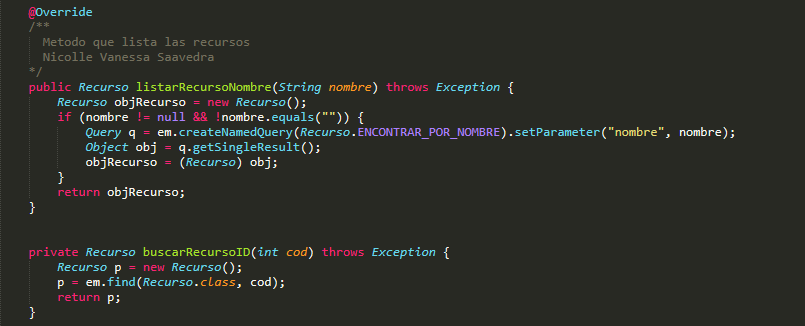 @Override
/**
Metodo que lista las recursos
Nicolle Vanessa Saavedra
*/
public Recurso listarRecursoNombre(String nombre) throws Exception {
Recurso objRecurso = new Recurso();
if (nombre != null && !nombre.equals("")) {
Query q = em.createNamedQuery(Recurso.ENCONTRAR_POR_NOMBRE).setParameter("nombre", nombre);
Object obj = q.getSingleResult();
objRecurso = (Recurso) obj;
}
return objRecurso;
}
private Recurso buscarRecursoID(int cod) throws Exception {
Recurso p = new Recurso();
p = em.find(Recurso.class, cod);
return p;
}